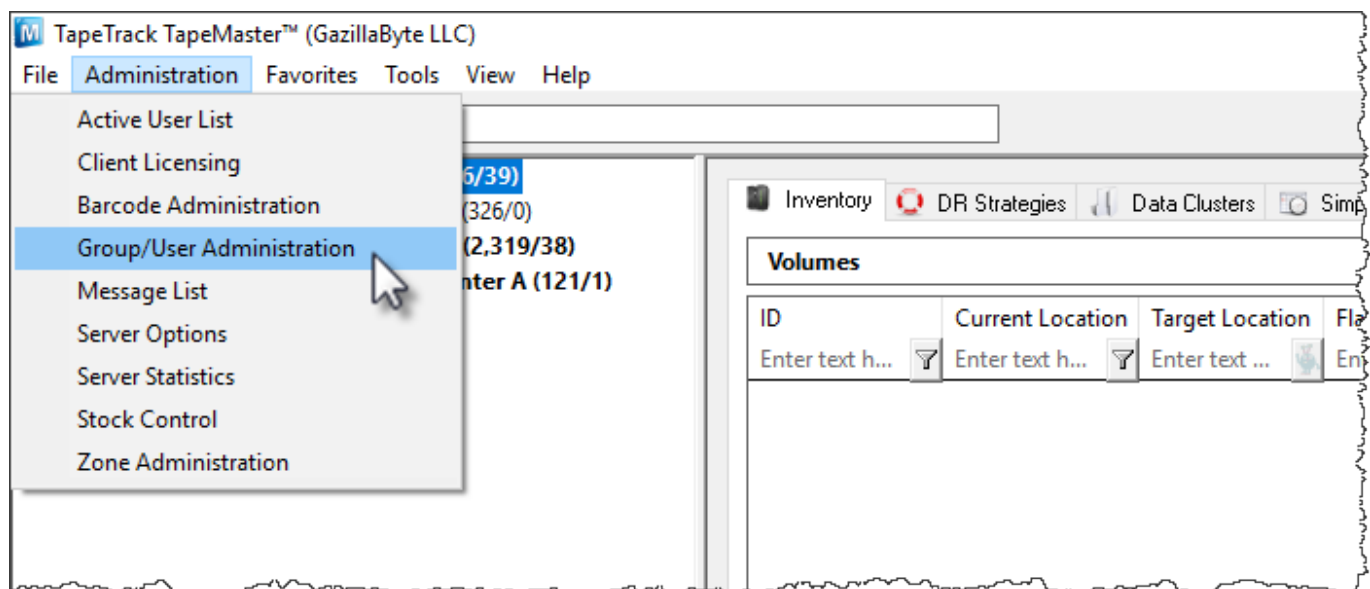 TapeTrack TapeMaster™ (GazillaByte LLC)
File Administration Favorites Tools View Help
Active User List
Client Licensing
Barcode Administration
Group/User Administration
Message List
Server Options
Server Statistics
Stock Control
Zone Administration
6/39)
(326/0)
(2,319/38)
nter A (121/1)
Inventory DR Strategies Data Clusters Simp
Volumes
ID Current Location Target Location Fla
Enter text h... Enter text h... Enter text ... En